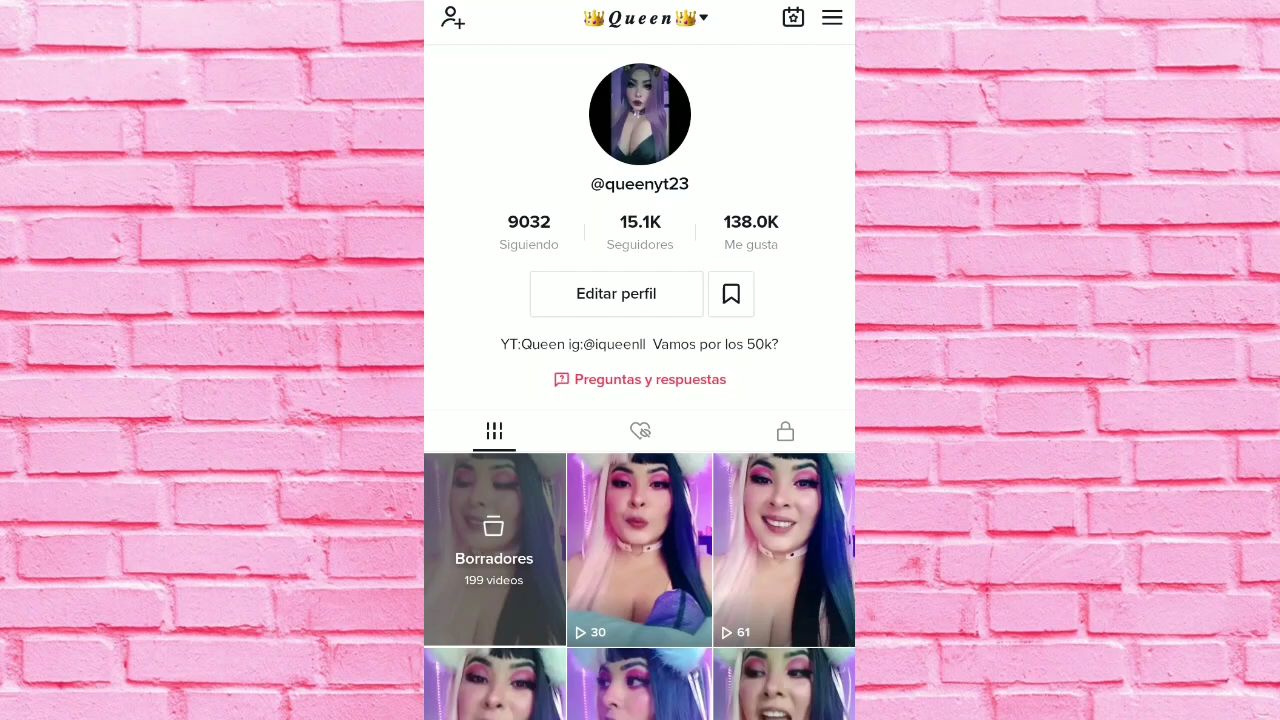 👑Queen👑
@queenyt23
9032 15.1K 138.0K
Siguiendo Seguidores Me gusta
Editar perfil
YT:Queen ig:@iqueenll Vamos por los 50k?
Preguntas y respuestas
Borradores
199 videos
30
61